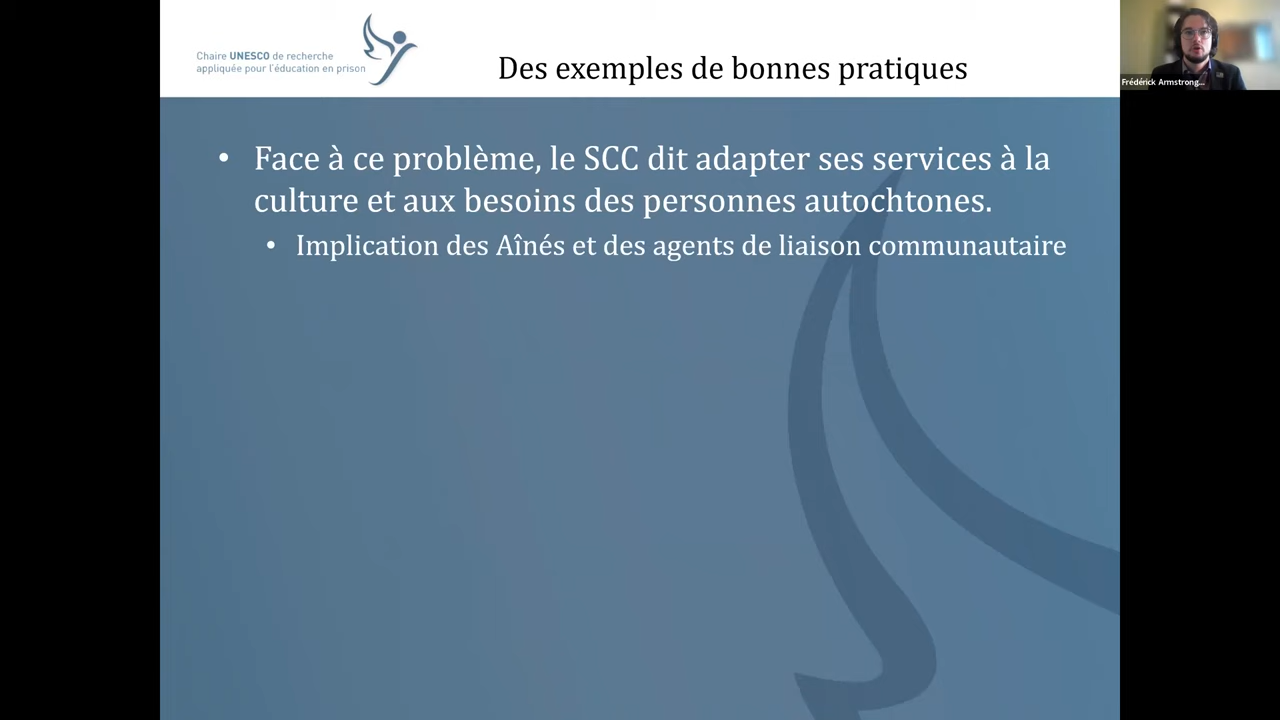 Chaire UNESCO de recherche
appliquée pour l'éducation en prison
Des exemples de bonnes pratiques
Frédérick Armstrong...
• Face à ce problème, le SCC dit adapter ses services à la
culture et aux besoins des personnes autochtones.
• Implication des Aînés et des agents de liaison communautaire